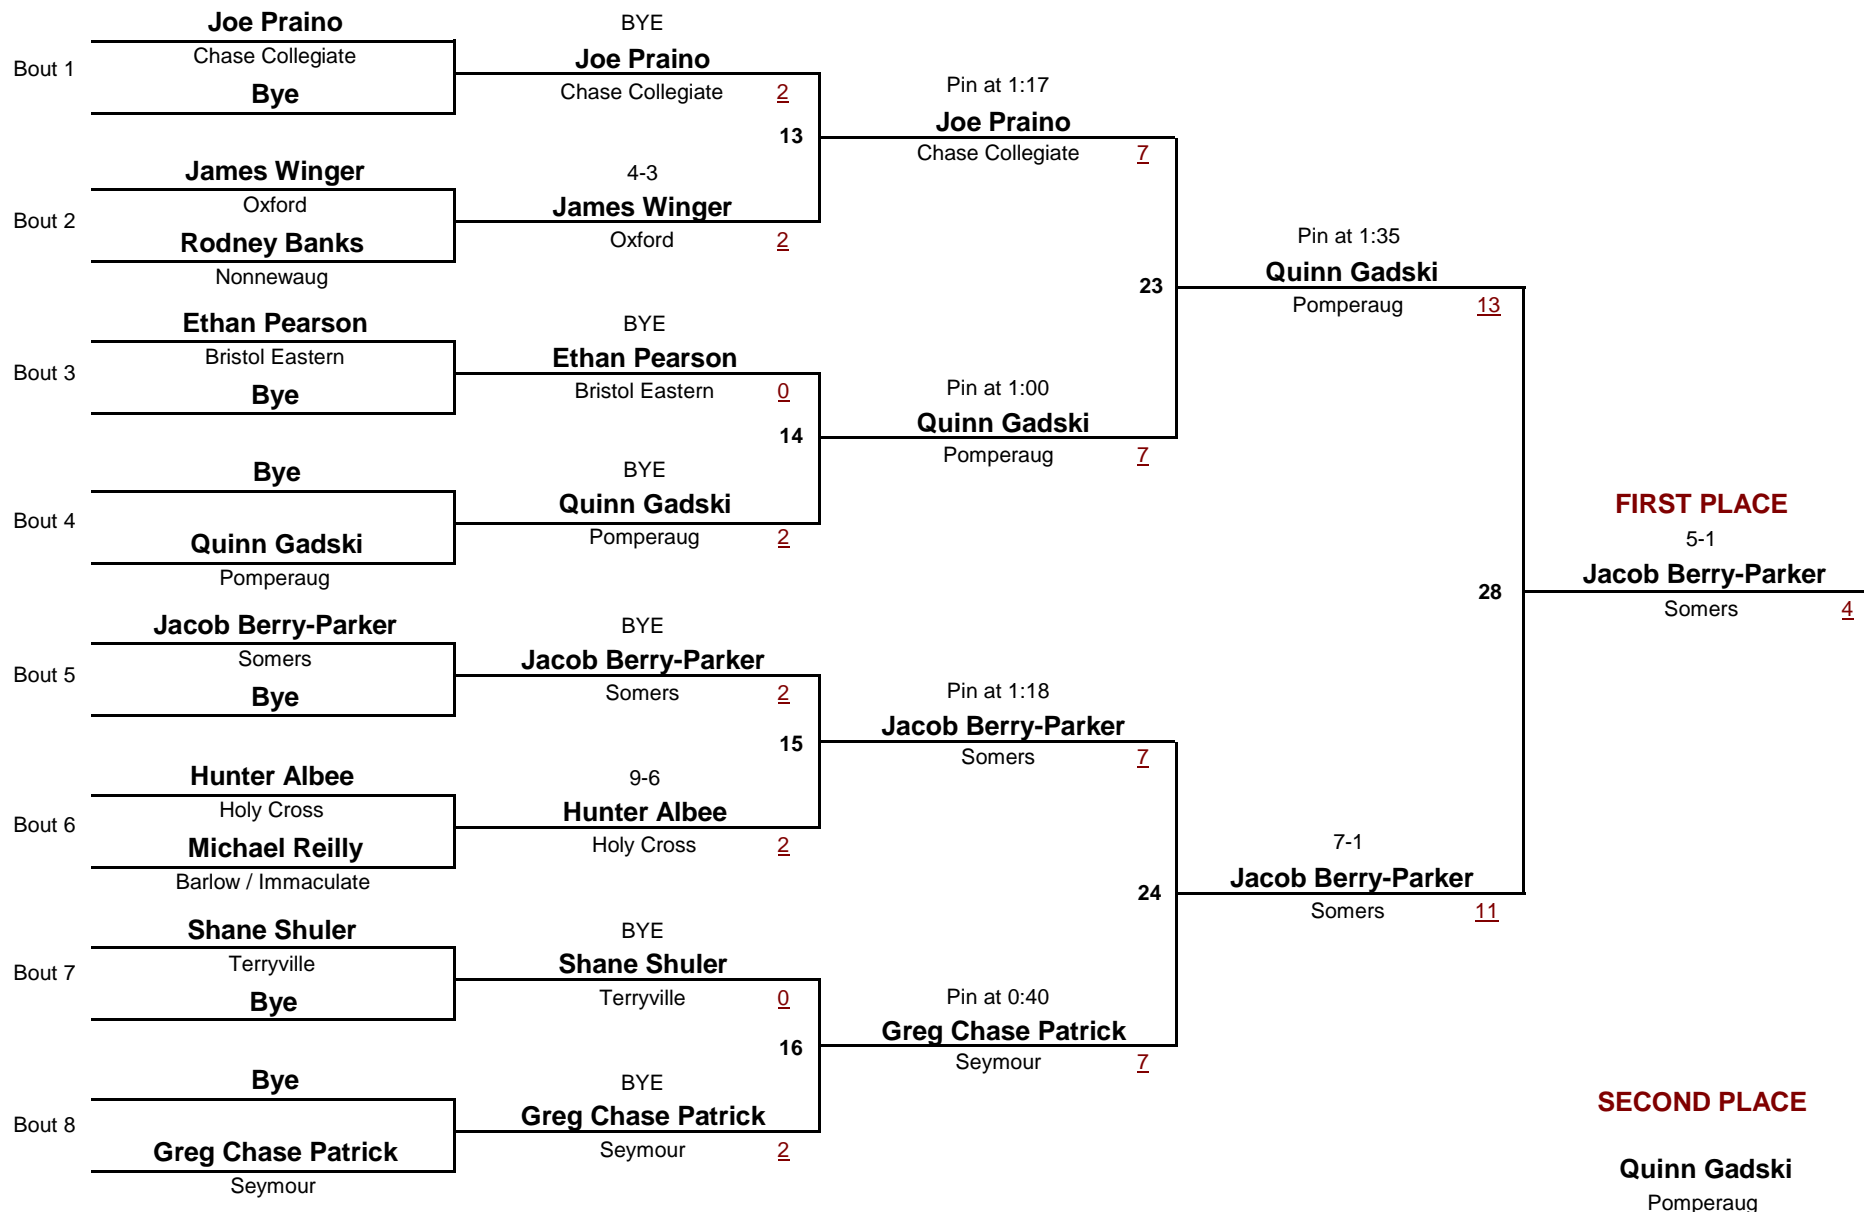 Joe Praino
Chase Collegiate
Bout 1
Bye
James Winger
Oxford
Bout 2
Rodney Banks
Nonnewaug
Ethan Pearson
Bristol Eastern
Bout 3
Bye
Bye
Bout 4
Quinn Gadski
Pomperaug
Jacob Berry-Parker
Somers
Bout 5
Bye
Hunter Albee
Holy Cross
Bout 6
Michael Reilly
Barlow / Immaculate
Shane Shuler
Terryville
Bout 7
Bye
Bye
Bout 8
Greg Chase Patrick
Seymour
BYE
Joe Praino
Chase Collegiate 2
13
4-3
James Winger
Oxford 2
BYE
Ethan Pearson
Bristol Eastern 0
14
BYE
Quinn Gadski
Pomperaug 2
BYE
Jacob Berry-Parker
Somers 2
15
9-6
Hunter Albee
Holy Cross 2
BYE
Shane Shuler
Terryville 0
16
BYE
Greg Chase Patrick
Seymour 2
Pin at 1:17
Joe Praino
Chase Collegiate 7
23
Pin at 1:00
Quinn Gadski
Pomperaug 7
Pin at 1:18
Jacob Berry-Parker
Somers 7
24
Pin at 0:40
Greg Chase Patrick
Seymour 7
Pin at 1:35
Quinn Gadski
Pomperaug 13
28
7-1
Jacob Berry-Parker
Somers 11
FIRST PLACE
5-1
Jacob Berry-Parker
Somers 4
SECOND PLACE
Quinn Gadski
Pomperaug